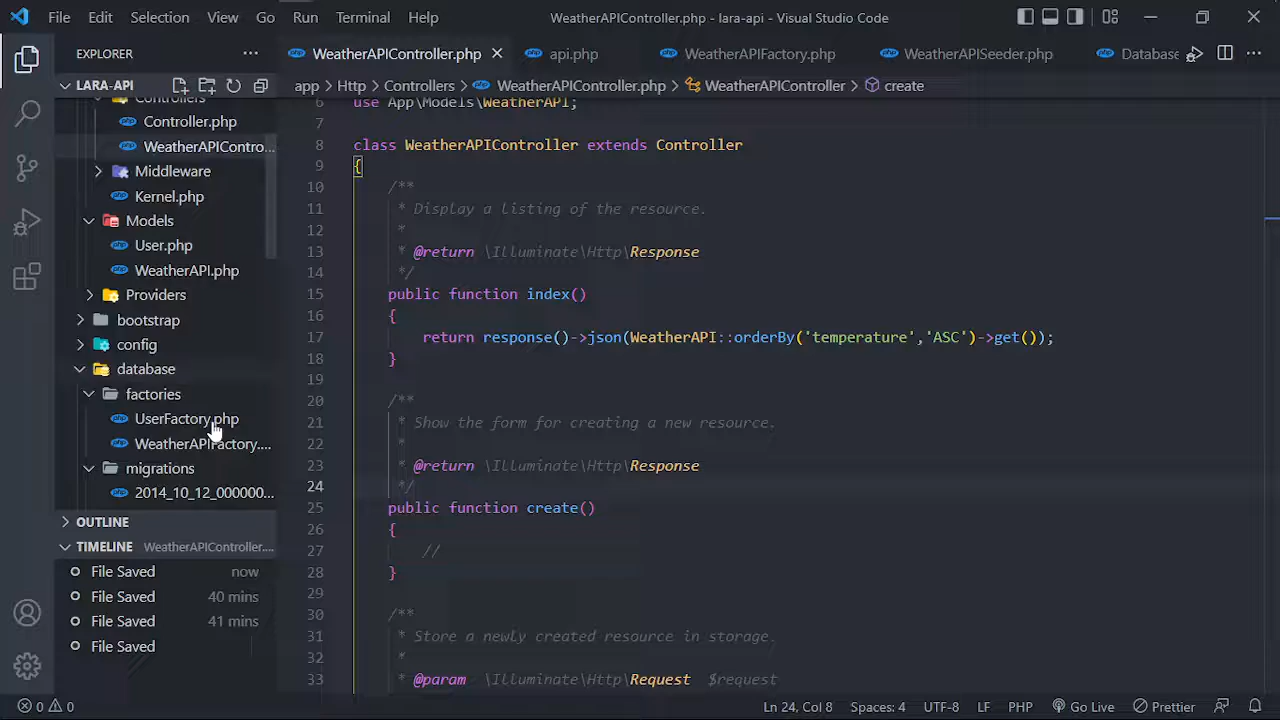 File Edit Selection View Go Run Terminal Help WeatherAPIController.php - lara-api - Visual Studio Code
EXPLORER
WeatherAPIController.php api.php WeatherAPIFactory.php WeatherAPISeeder.php Database
LARA-API
app > Http > Controllers > WeatherAPIController.php > WeatherAPIController > create
Controllers
Controller.php
WeatherAPIContro...
Middleware
Kernel.php
Models
User.php
WeatherAPI.php
Providers
bootstrap
config
database
factories
UserFactory.php
WeatherAPIFactory....
migrations
2014_10_12_000000...
OUTLINE
TIMELINE WeatherAPIController....
File Saved now
File Saved 40 mins
File Saved 41 mins
File Saved
6 use App\Models\WeatherAPI;
7
8 class WeatherAPIController extends Controller
9 {
10 /**
11 * Display a listing of the resource.
12 *
13 * @return \Illuminate\Http\Response
14 */
15 public function index()
16 {
17 return response()->json(WeatherAPI::orderBy('temperature','ASC')->get());
18 }
19
20 /**
21 * Show the form for creating a new resource.
22 *
23 * @return \Illuminate\Http\Response
24 */
25 public function create()
26 {
27 //
28 }
29
30 /**
31 * Store a newly created resource in storage.
32 *
33 * @param \Illuminate\Http\Request $request
0 0 Ln 24, Col 8 Spaces: 4 UTF-8 LF PHP Go Live Prettier